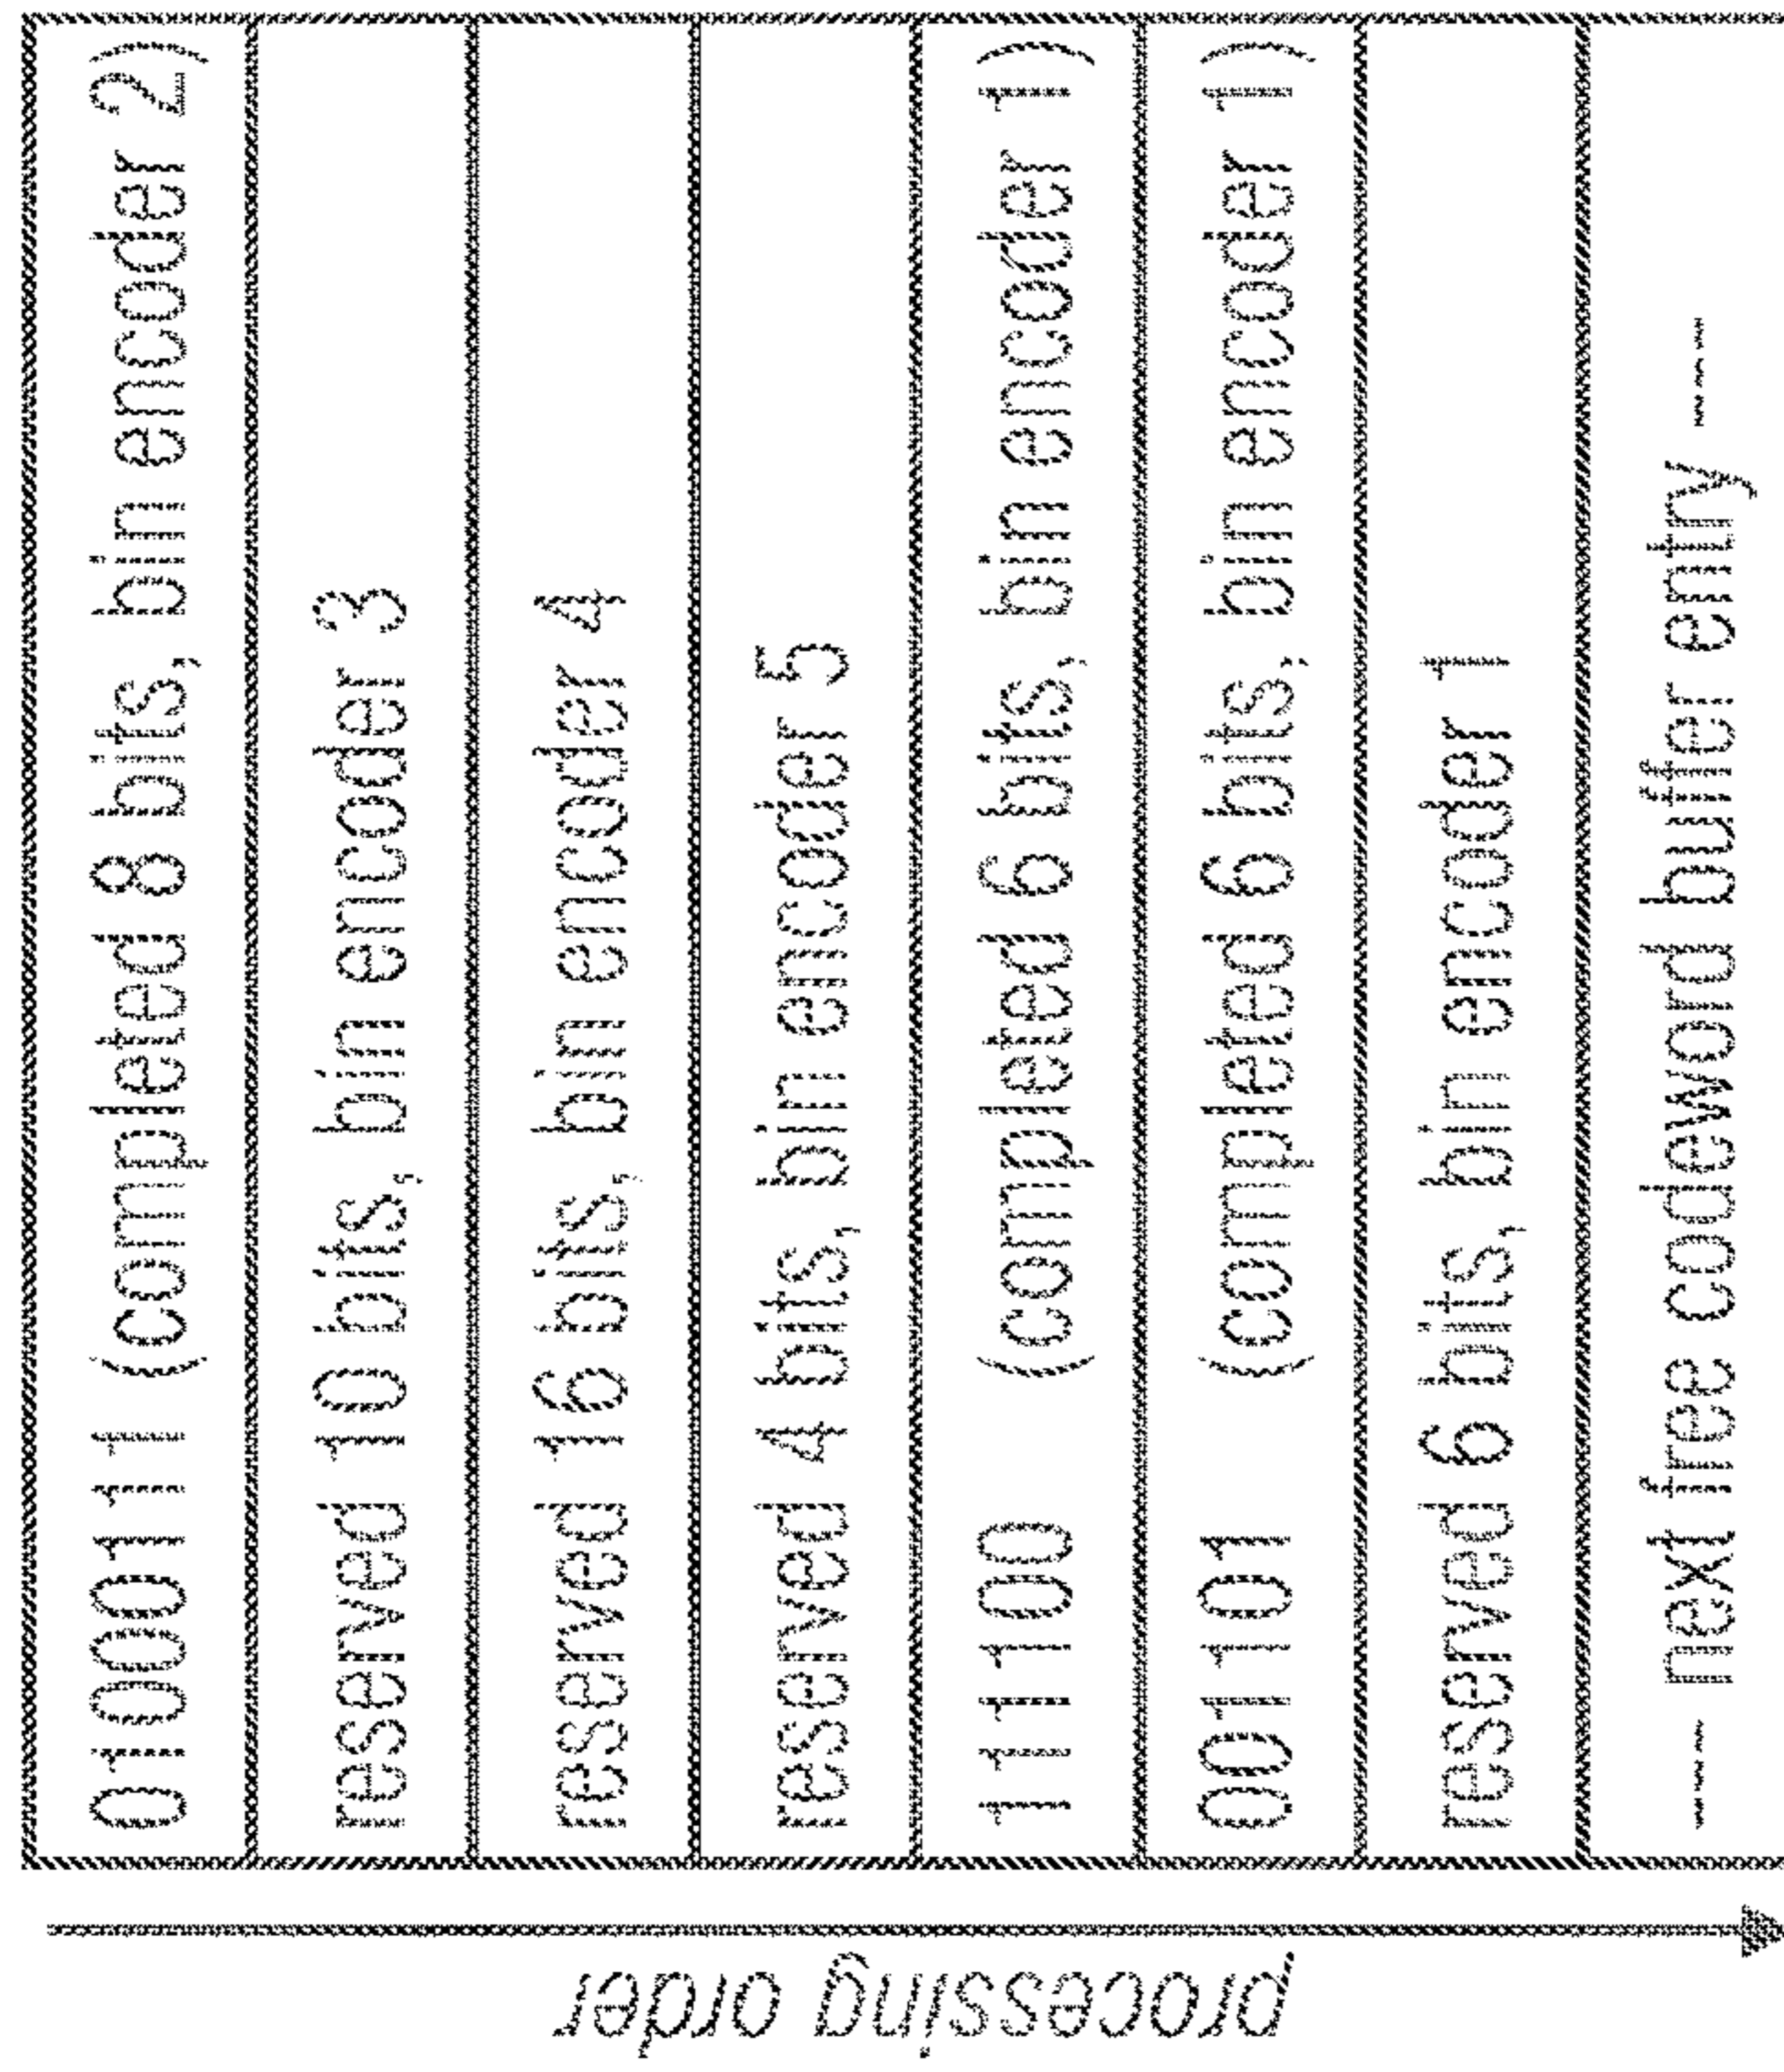 01000111 (completed 8 bits, bin encoder 2)
reserved 10 bits, bin encoder 3
reserved 16 bits, bin encoder 4
reserved 4 bits, bin encoder 5
111100 (completed 6 bits, bin encoder 1)
001101 (completed 6 bits, bin encoder 1)
reserved 6 bits, bin encoder 1
--- next free codeword buffer entry ---
processing order